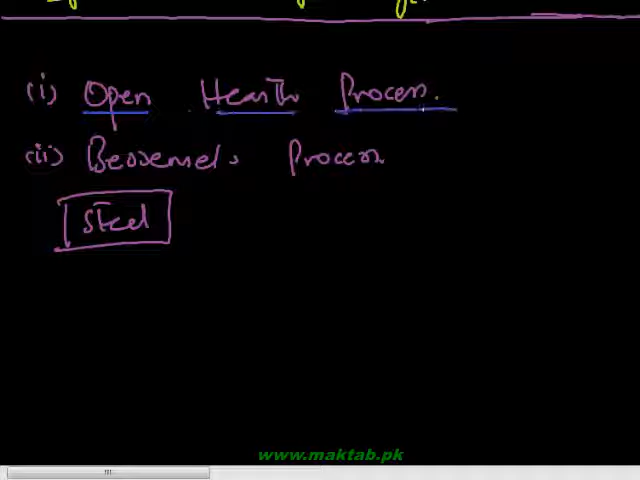 (i) Open Hearth Process.
(ii) Bessemer's Process
Steel
www.maktab.pk